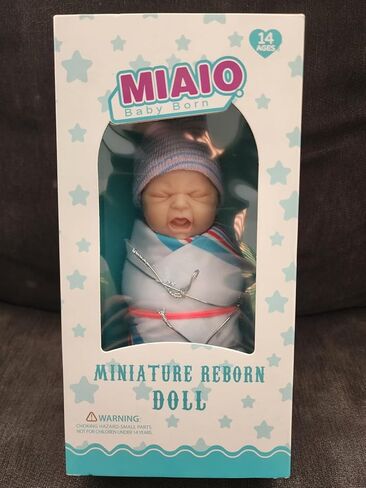 14
AGES
MIAIO
Baby Born
MINIATURE REBORN
DOLL
WARNING:
CHOKING HAZARD-SMALL PARTS.
NOT FOR CHILDREN UNDER 14 YEARS.